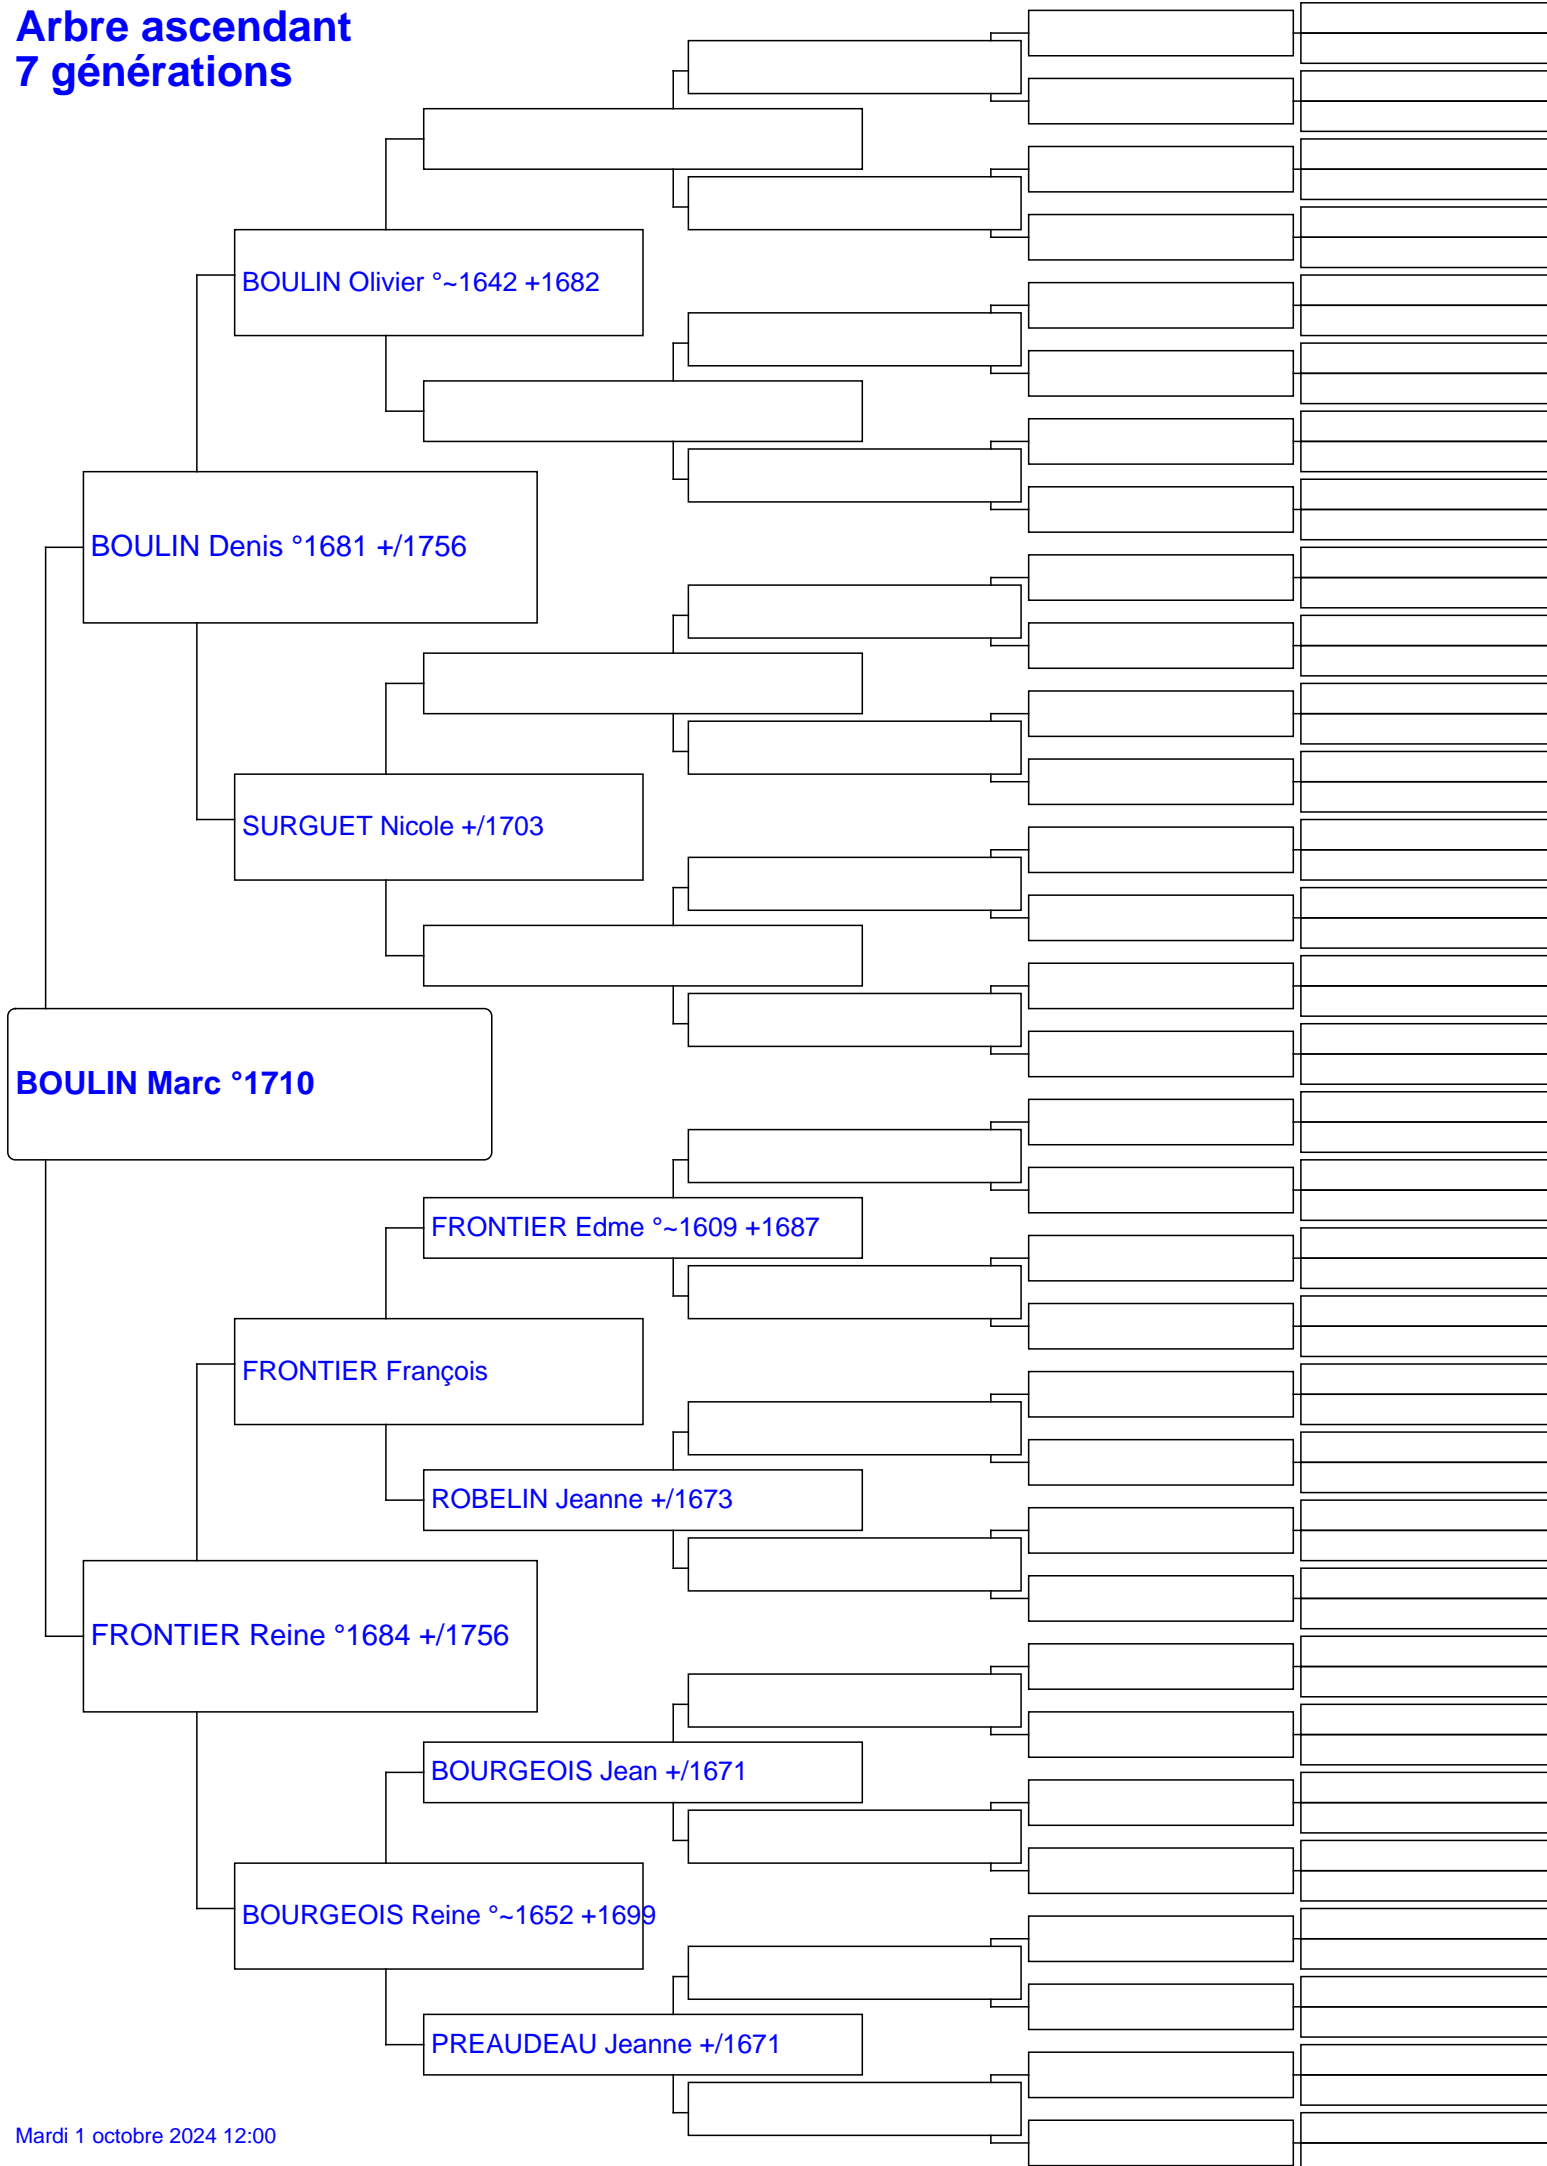 Arbre ascendant
7 générations
BOULIN Olivier °~1642 +1682
BOULIN Denis °1681 +/1756
SURGUET Nicole +/1703
BOULIN Marc °1710
FRONTIER Edme °~1609 +1687
FRONTIER François
ROBELIN Jeanne +/1673
FRONTIER Reine °1684 +/1756
BOURGEOIS Jean +/1671
BOURGEOIS Reine °~1652 +1699
PREAUDEAU Jeanne +/1671
Mardi 1 octobre 2024 12:00